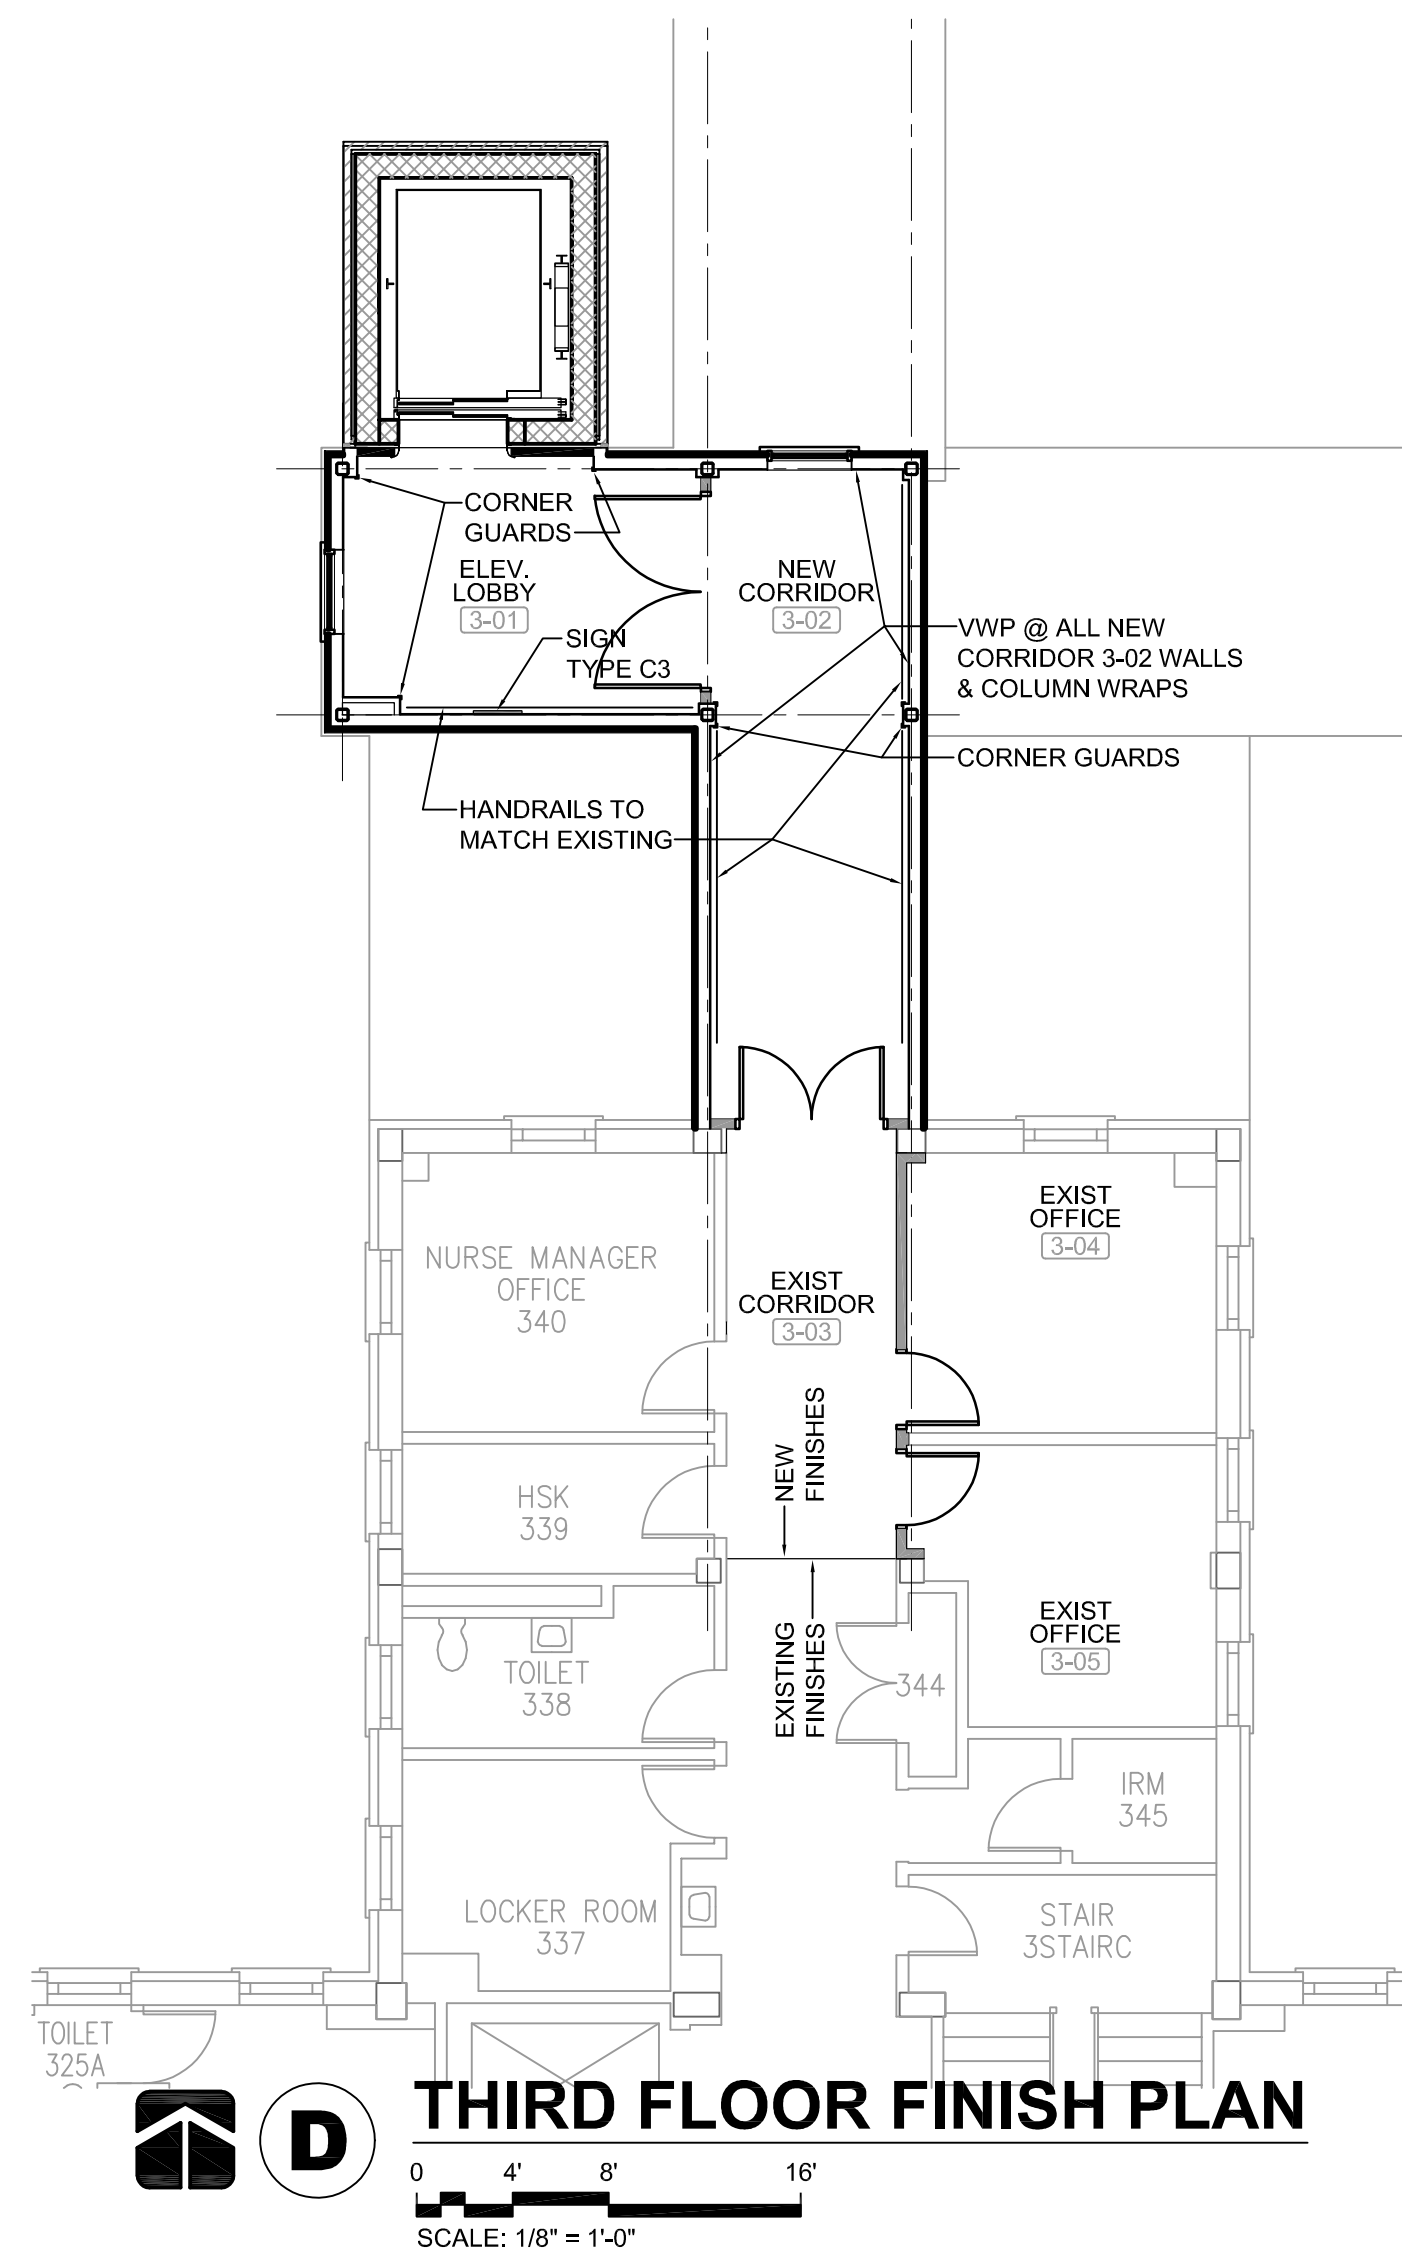 CORNER
GUARDS
ELEV.
LOBBY
3-01
NEW
CORRIDOR
3-02
SIGN
TYPE C3
VWP @ ALL NEW
CORRIDOR 3-02 WALLS
& COLUMN WRAPS
CORNER GUARDS
HANDRAILS TO
MATCH EXISTING
EXIST
OFFICE
3-04
NURSE MANAGER
OFFICE
340
EXIST
CORRIDOR
3-03
NEW
FINISHES
HSK
339
EXISTING
FINISHES
EXIST
OFFICE
3-05
TOILET
338
344
IRM
345
LOCKER ROOM
337
STAIR
3STAIRC
TOILET
325A
D
THIRD FLOOR FINISH PLAN
0 4' 8' 16'
SCALE: 1/8" = 1'-0"